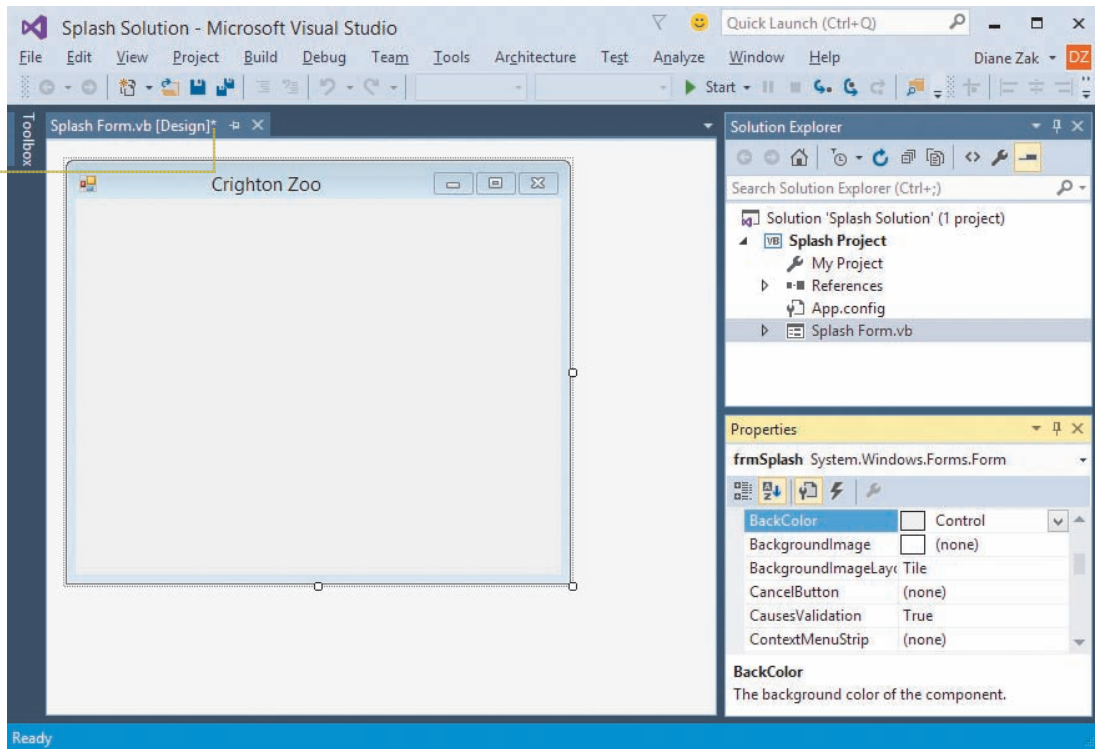 Splash Solution - Microsoft Visual Studio
Quick Launch (Ctrl+Q)
File Edit View Project Build Debug Team Tools Architecture Test Analyze Window Help Diane Zak DZ
Start
Toolbox
Splash Form.vb [Design]*
Crighton Zoo
Solution Explorer
Search Solution Explorer (Ctrl+;)
Solution 'Splash Solution' (1 project)
VB Splash Project
My Project
References
App.config
Splash Form.vb
Properties
frmSplash System.Windows.Forms.Form
BackColor Control
BackgroundImage (none)
BackgroundImageLay Tile
CancelButton (none)
CausesValidation True
ContextMenuStrip (none)
BackColor
The background color of the component.
Ready